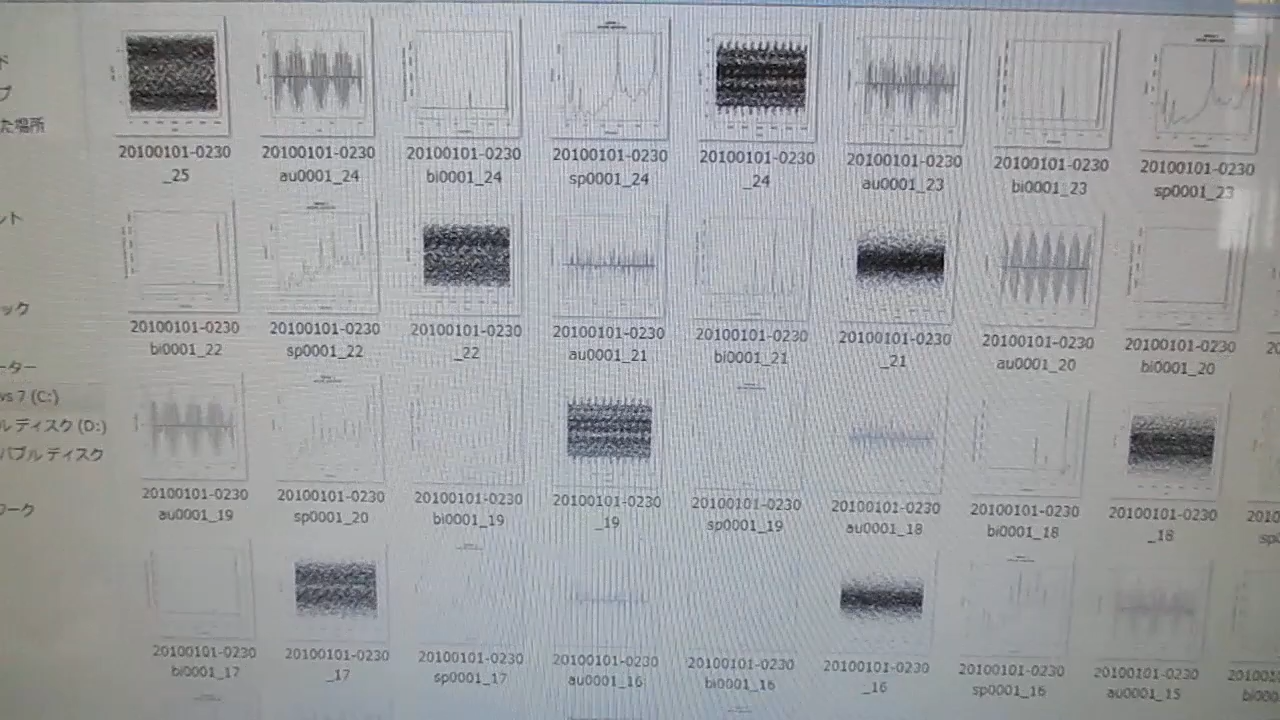 た場所
20100101-0230 20100101-0230 20100101-0230 20100101-0230 20100101-0230 20100101-0230 20100101-0230 20100101-0230
_25 au0001_24 bi0001_24 sp0001_24 _24 au0001_23 bi0001_23 sp0001_23
ント
ック
20100101-0230 20100101-0230 20100101-0230 20100101-0230 20100101-0230 20100101-0230 20100101-0230 20100101-0230
bi0001_22 sp0001_22 _22 au0001_21 bi0001_21 _21 au0001_20 bi0001_20
ーター
ws 7 (C:)
ル ディスク (D:)
バブル ディスク
20100101-0230 20100101-0230 20100101-0230 20100101-0230 20100101-0230 20100101-0230 20100101-0230 20100101-0230
au0001_19 sp0001_20 bi0001_19 _19 sp0001_19 au0001_18 bi0001_18 _18
ワーク
20100101-0230 20100101-0230 20100101-0230 20100101-0230 20100101-0230 20100101-0230 20100101-0230 20100101-0230
bi0001_17 _17 sp0001_17 au0001_16 bi0001_16 _16 sp0001_16 au0001_15